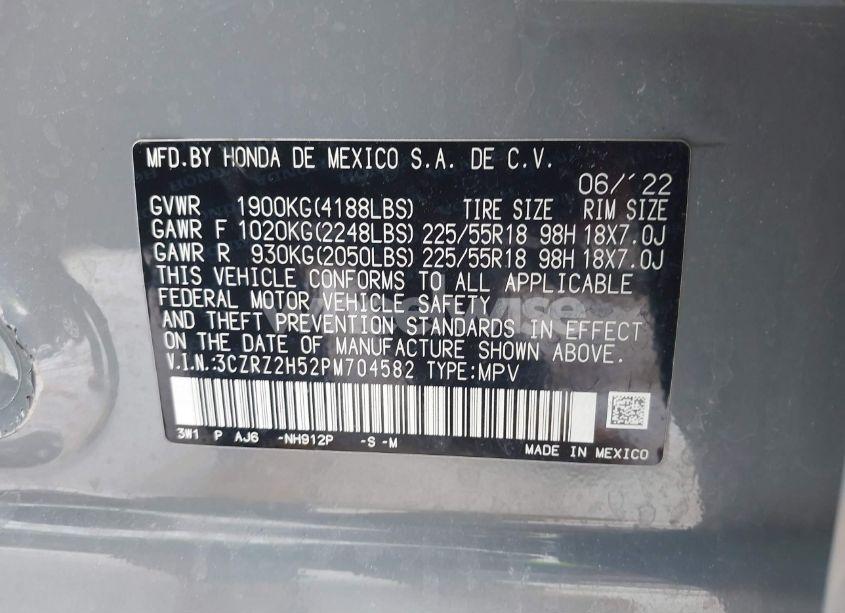 MFD.BY HONDA DE MEXICO S.A. DE C.V.
06/´22
GVWR 1900KG(4188LBS) TIRE SIZE RIM SIZE
GAWR F 1020KG(2248LBS) 225/55R18 98H 18X7.0J
GAWR R 930KG(2050LBS) 225/55R18 98H 18X7.0J
THIS VEHICLE CONFORMS TO ALL APPLICABLE
FEDERAL MOTOR VEHICLE SAFETY
AND THEFT PREVENTION STANDARDS IN EFFECT
ON THE DATE OF MANUFACTURE SHOWN ABOVE.
V.I.N.:3CZRZ2H52PM704582 TYPE:MPV
3W1 P AJ6 -NH912P -S -M
MADE IN MEXICO